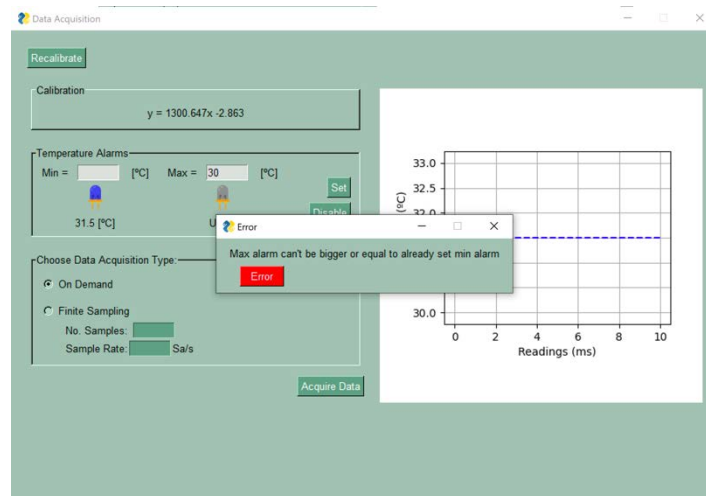 Data Acquisition
Recalibrate
Calibration
y = 1300.647x -2.863
Temperature Alarms
Min = [ºC] Max = 30 [ºC]
Set
31.5 [ºC] U
Disable
Error
Max alarm can't be bigger or equal to already set min alarm
Error
Choose Data Acquisition Type:
On Demand
Finite Sampling
No. Samples:
Sample Rate: Sa/s
Acquire Data
33.0
32.5
32.0
(ºC)
30.0
0 2 4 6 8 10
Readings (ms)